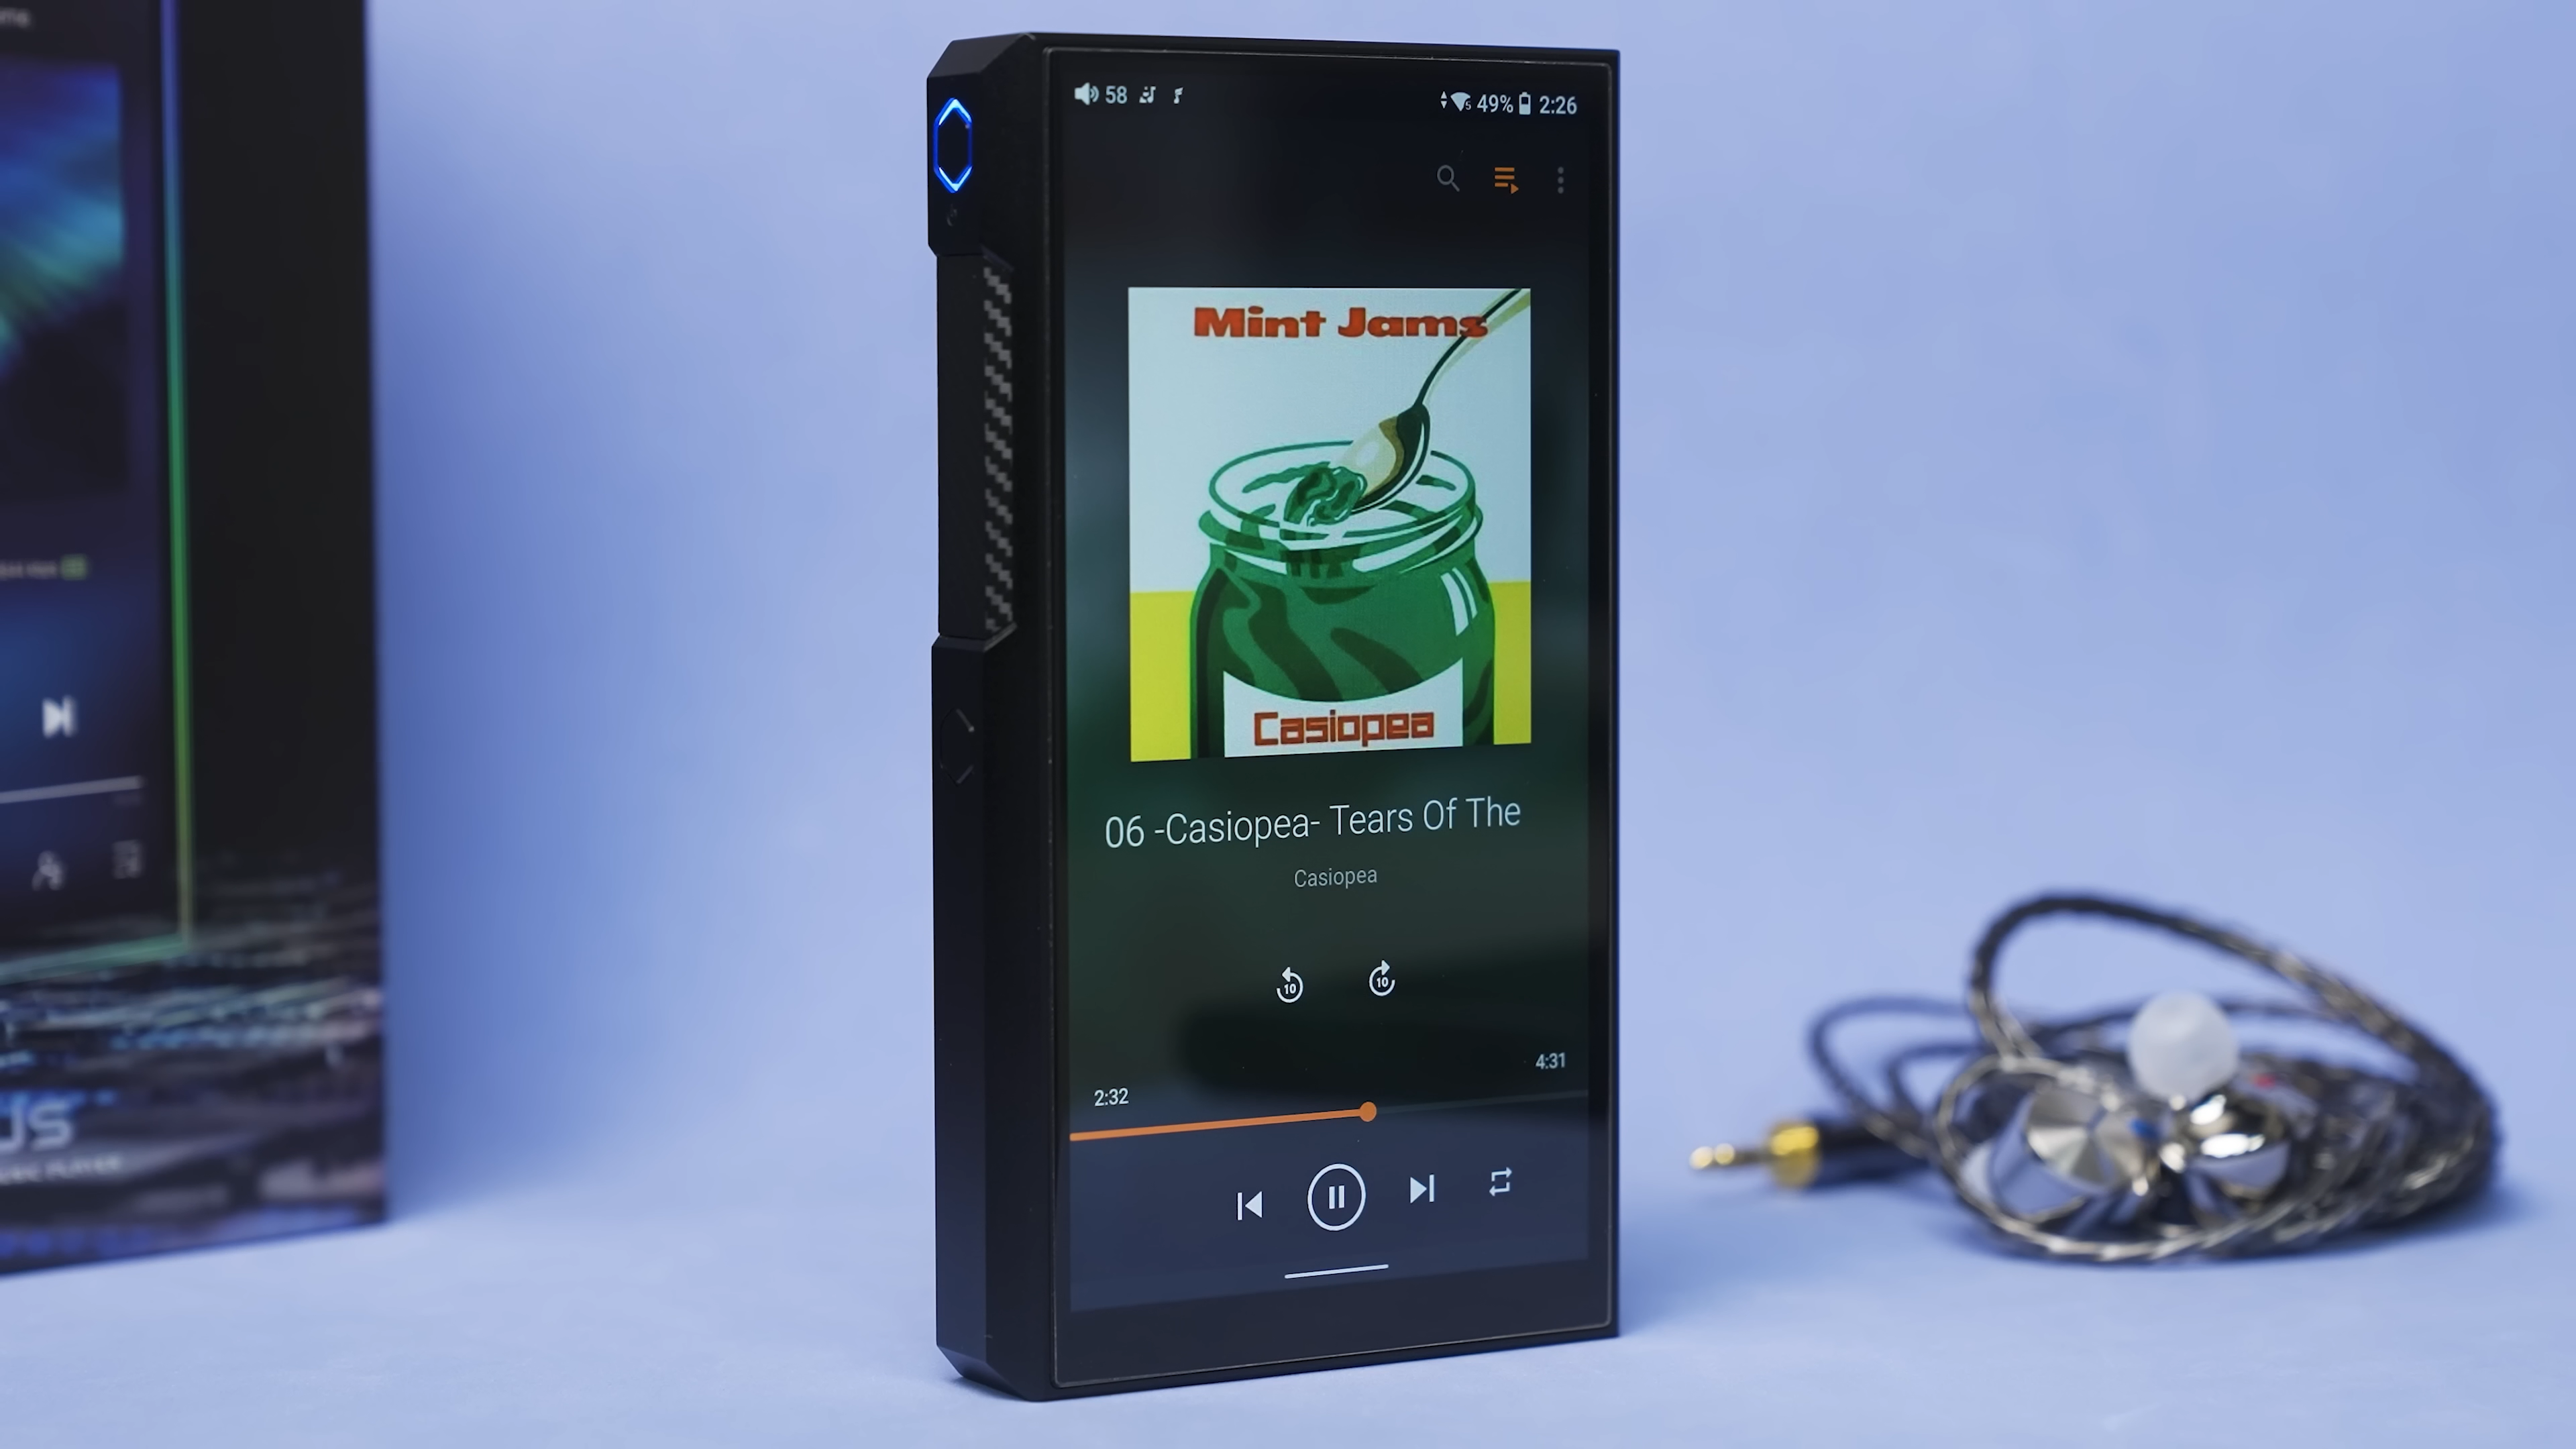 58
49% 2:26
Mint Jams
Casiopea
06 -Casiopea- Tears Of The
Casiopea
10
10
2:32
4:31